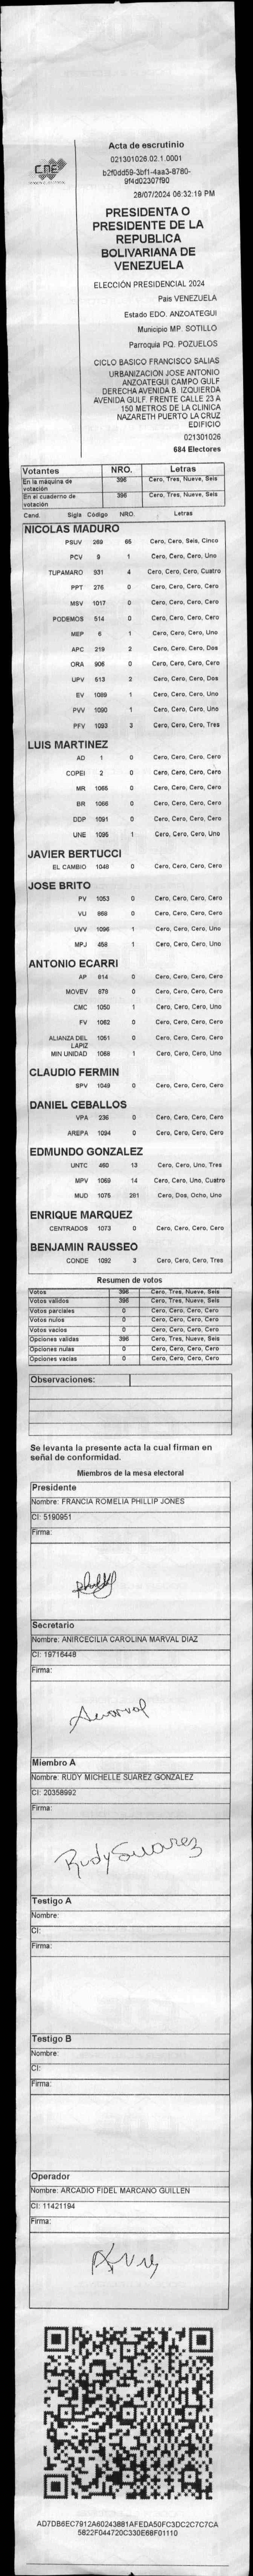 CNE
Acta de escrutinio
021301026.02.1.0001
b2f0dd59-3bf1-4aa3-8780-
9f4d02307f90
28/07/2024 06:32:19 PM
PRESIDENTA O
PRESIDENTE DE LA
REPUBLICA
BOLIVARIANA DE
VENEZUELA
ELECCIÓN PRESIDENCIAL 2024
Pais VENEZUELA
Estado EDO. ANZOATEGUI
Municipio MP. SOTILLO
Parroquia PQ. POZUELOS
CICLO BASICO FRANCISCO SALIAS
URBANIZACION JOSE ANTONIO
ANZOATEGUI CAMPO GULF
DERECHA AVENIDA B. IZQUIERDA
AVENIDA GULF. FRENTE CALLE 23 A
150 METROS DE LA CLINICA
NAZARETH PUERTO LA CRUZ
EDIFICIO
021301026
684 Electores
Votantes NRO. Letras
En la máquina de votación 396 Cero, Tres, Nueve, Seis
En el cuaderno de votación 396 Cero, Tres, Nueve, Seis
Cand. Sigla Código NRO. Letras
NICOLAS MADURO
PSUV 269 65 Cero, Cero, Seis, Cinco
PCV 9 1 Cero, Cero, Cero, Uno
TUPAMARO 931 4 Cero, Cero, Cero, Cuatro
PPT 276 0 Cero, Cero, Cero, Cero
MSV 1017 0 Cero, Cero, Cero, Cero
PODEMOS 514 0 Cero, Cero, Cero, Cero
MEP 6 1 Cero, Cero, Cero, Uno
APC 219 2 Cero, Cero, Cero, Dos
ORA 906 0 Cero, Cero, Cero, Cero
UPV 513 2 Cero, Cero, Cero, Dos
EV 1089 1 Cero, Cero, Cero, Uno
PVV 1090 1 Cero, Cero, Cero, Uno
PFV 1093 3 Cero, Cero, Cero, Tres
LUIS MARTINEZ
AD 1 0 Cero, Cero, Cero, Cero
COPEI 2 0 Cero, Cero, Cero, Cero
MR 1065 0 Cero, Cero, Cero, Cero
BR 1066 0 Cero, Cero, Cero, Cero
DDP 1091 0 Cero, Cero, Cero, Cero
UNE 1095 1 Cero, Cero, Cero, Uno
JAVIER BERTUCCI
EL CAMBIO 1048 0 Cero, Cero, Cero, Cero
JOSE BRITO
PV 1053 0 Cero, Cero, Cero, Cero
VU 868 0 Cero, Cero, Cero, Cero
UVV 1096 1 Cero, Cero, Cero, Uno
MPJ 458 1 Cero, Cero, Cero, Uno
ANTONIO ECARRI
AP 814 0 Cero, Cero, Cero, Cero
MOVEV 879 0 Cero, Cero, Cero, Cero
CMC 1050 1 Cero, Cero, Cero, Uno
FV 1062 0 Cero, Cero, Cero, Cero
ALIANZA DEL LAPIZ 1051 0 Cero, Cero, Cero, Cero
MIN UNIDAD 1088 1 Cero, Cero, Cero, Uno
CLAUDIO FERMIN
SPV 1049 0 Cero, Cero, Cero, Cero
DANIEL CEBALLOS
VPA 236 0 Cero, Cero, Cero, Cero
AREPA 1094 0 Cero, Cero, Cero, Cero
EDMUNDO GONZALEZ
UNTC 460 13 Cero, Cero, Uno, Tres
MPV 1069 14 Cero, Cero, Uno, Cuatro
MUD 1075 281 Cero, Dos, Ocho, Uno
ENRIQUE MARQUEZ
CENTRADOS 1073 0 Cero, Cero, Cero, Cero
BENJAMIN RAUSSEO
CONDE 1092 3 Cero, Cero, Cero, Tres
Resumen de votos
Votos 396 Cero, Tres, Nueve, Seis
Votos validos 396 Cero, Tres, Nueve, Seis
Votos parciales 0 Cero, Cero, Cero, Cero
Votos nulos 0 Cero, Cero, Cero, Cero
Votos vacios 0 Cero, Cero, Cero, Cero
Opciones validas 396 Cero, Tres, Nueve, Seis
Opciones nulas 0 Cero, Cero, Cero, Cero
Opciones vacias 0 Cero, Cero, Cero, Cero
Observaciones:
Se levanta la presente acta la cual firman en
señal de conformidad.
Miembros de la mesa electoral
Presidente
Nombre: FRANCIA ROMELIA PHILLIP JONES
CI: 5190951
Firma:
Secretario
Nombre: ANIRCECILIA CAROLINA MARVAL DIAZ
CI: 19716448
Firma:
Miembro A
Nombre: RUDY MICHELLE SUAREZ GONZALEZ
CI: 20358992
Firma:
Rudy Suarez
Testigo A
Nombre:
CI:
Firma:
Testigo B
Nombre:
CI:
Firma:
Operador
Nombre: ARCADIO FIDEL MARCANO GUILLEN
CI: 11421194
Firma:
AD7DB6EC7912A60243881AFEDA50FC3DC2C7C7CA
5822F044720C330E68F01110